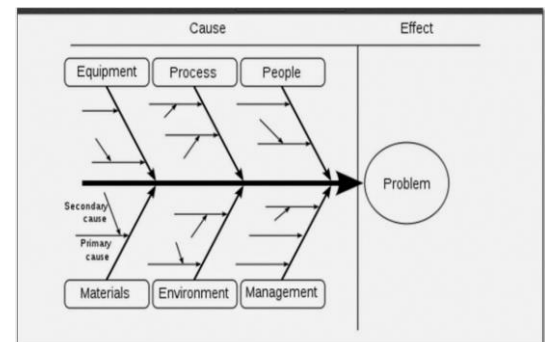 Cause
Effect
Equipment
Process
People
Problem
Secondary
cause
Primary
cause
Materials
Environment
Management